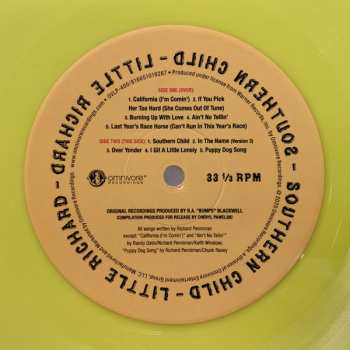 SOUTHERN CHILD - LITTLE RICHARD - SOUTHERN CHILD - LITTLE RICHARD -
OVLP-400/816651018267 • Produced under license from Warner Records, Inc.
SIDE ONE (OVER):
1. California (I'm Comin') 2. If You Pick
Her Too Hard (She Comes Out Of Tune)
3. Burning Up With Love 4. Ain't No Tellin'
5. Last Year's Race Horse (Can't Run in This Year's Race)
SIDE TWO (THIS SIDE): 1. Southern Child 2. In The Name (Version 2)
3. Over Yonder 4. I Git A Little Lonely 5. Puppy Dog Song
omnivore
RECORDINGS
33 1/3 RPM
ORIGINAL RECORDINGS PRODUCED BY R.A. "BUMPS" BLACKWELL
COMPILATION PRODUCED FOR RELEASE BY CHERYL PAWELSKI
All songs written by Richard Penniman
except: "California (I'm Comin')" and "Ain't No Tellin'"
by Richard Penniman
"Puppy Dog Song" by Richard Penniman/Chuck Rainey